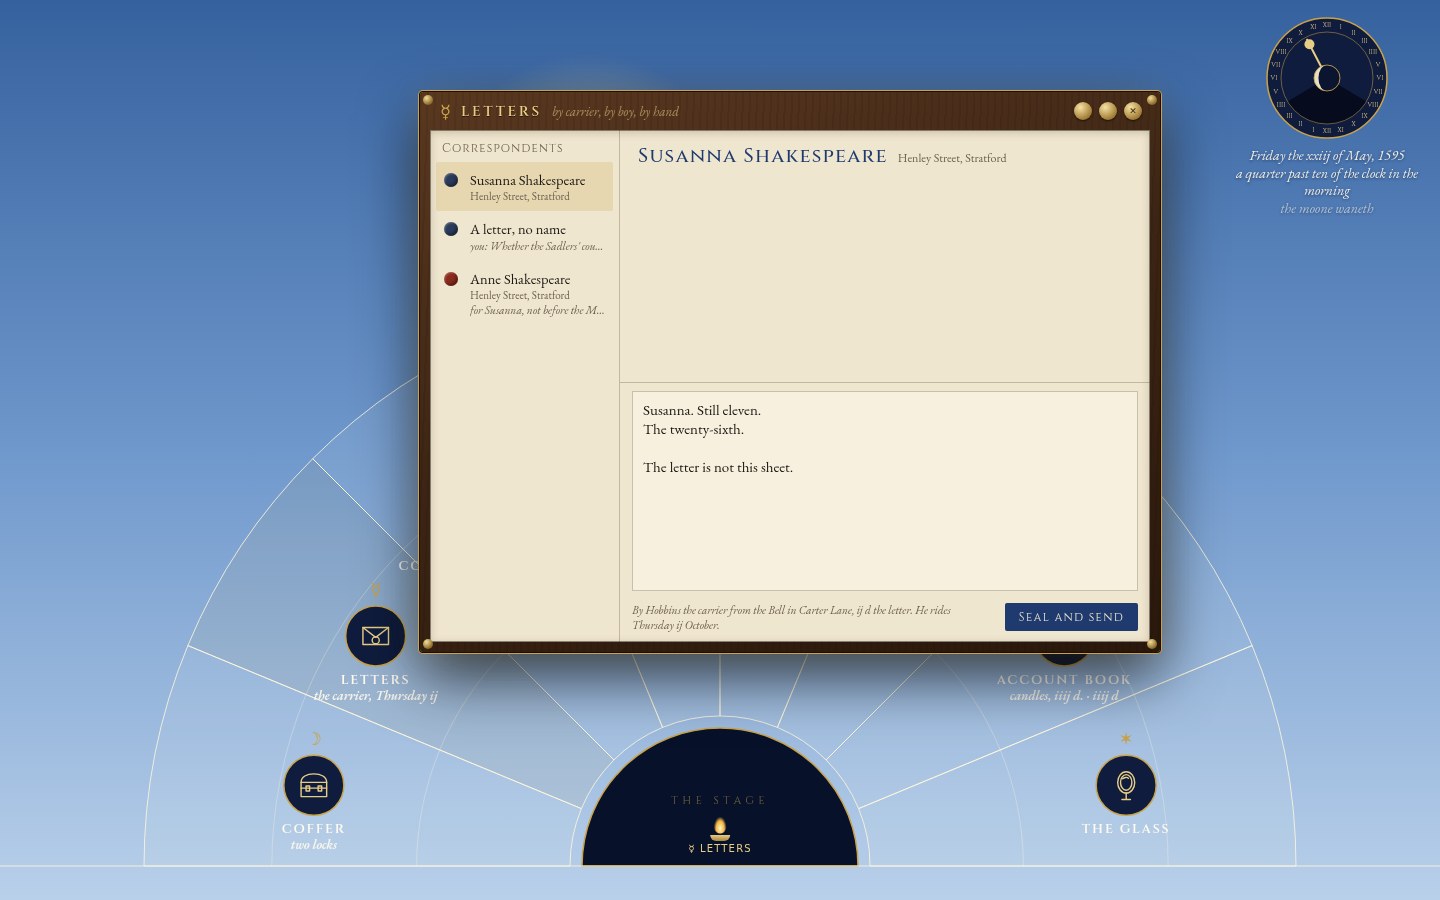 ☿ LETTERS by carrier, by boy, by hand
Correspondents
Susanna Shakespeare
Henley Street, Stratford
A letter, no name
you: Whether the Sadlers' cou...
Anne Shakespeare
Henley Street, Stratford
for Susanna, not before the M...
Susanna Shakespeare Henley Street, Stratford
Susanna. Still eleven.
The twenty-sixth.
The letter is not this sheet.
By Hobbins the carrier from the Bell in Carter Lane, ij d the letter. He rides
Thursday ij October.
Seal and send
Friday the xxiij of May, 1595
a quarter past ten of the clock in the
morning
the moone waneth
CO
LETTERS
the carrier, Thursday ij
COFFER
two locks
ACCOUNT BOOK
candles, iiij d. · iiij d
THE GLASS
THE STAGE
☿ LETTERS